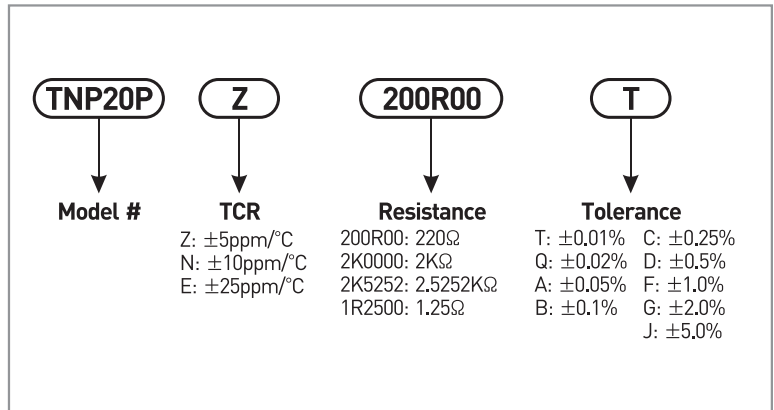 TNP20P Z 200R00 T
Model # TCR Resistance Tolerance
Z: ±5ppm/°C
N: ±10ppm/°C
E: ±25ppm/°C
200R00: 220Ω
2K0000: 2KΩ
2K5252: 2.5252KΩ
1R2500: 1.25Ω
T: ±0.01% C: ±0.25%
Q: ±0.02% D: ±0.5%
A: ±0.05% F: ±1.0%
B: ±0.1% G: ±2.0%
J: ±5.0%